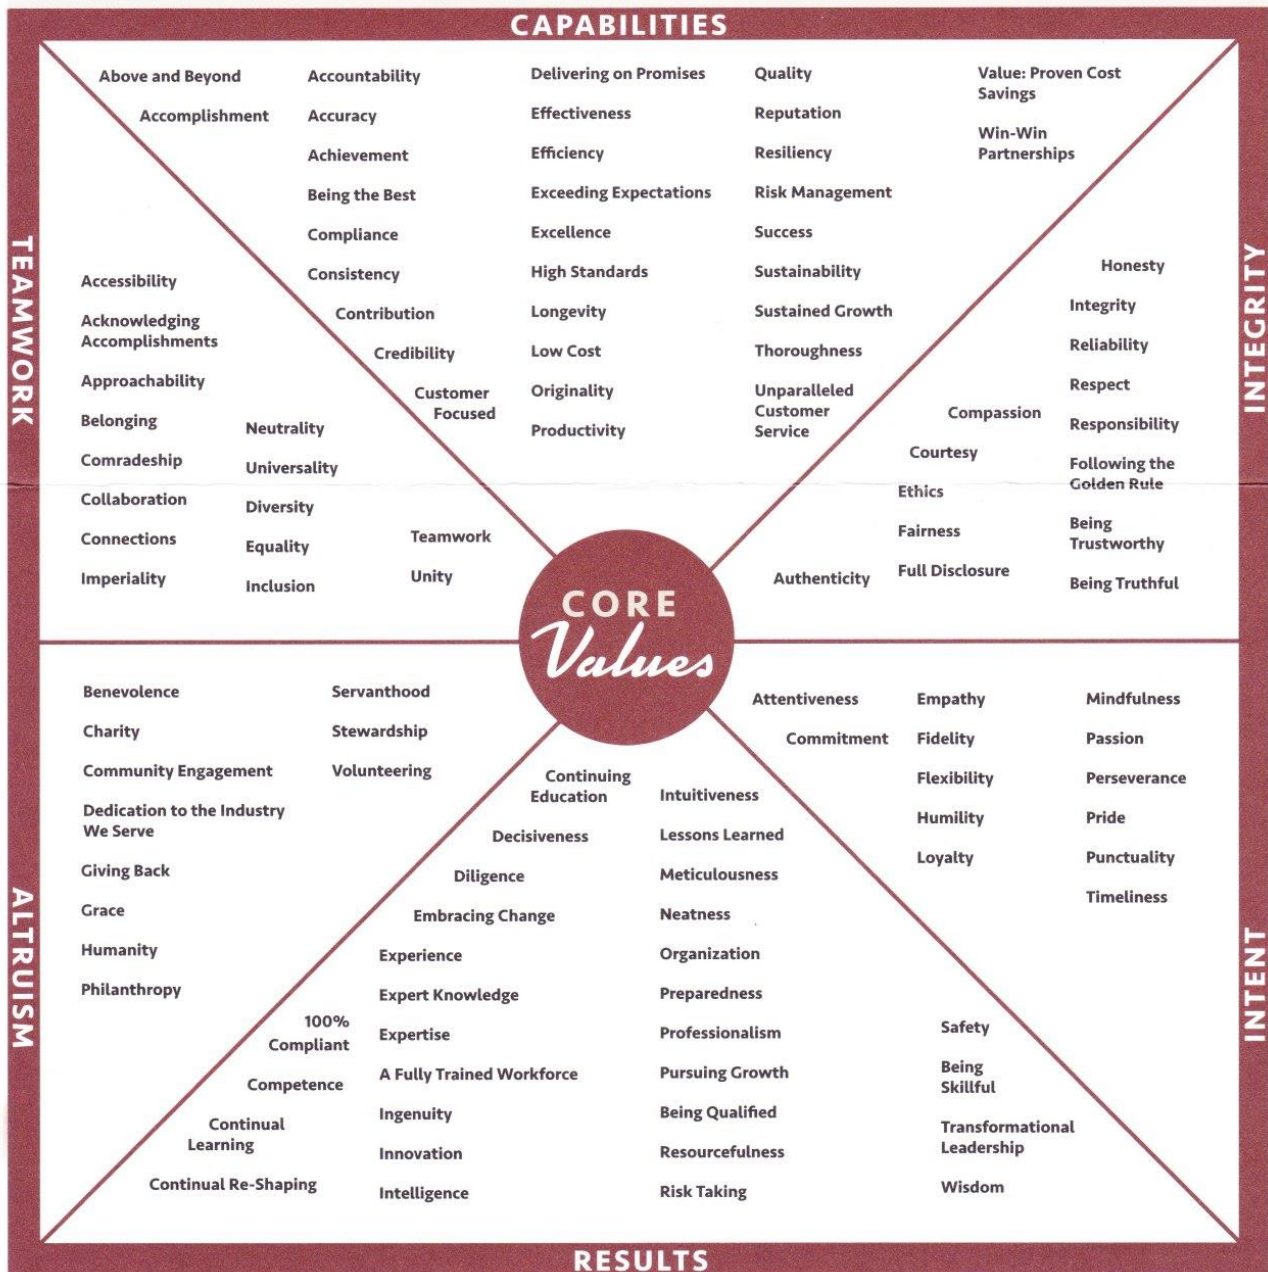 CAPABILITIES
Above and Beyond
Accomplishment
Accountability
Accuracy
Achievement
Being the Best
Compliance
Consistency
Contribution
Credibility
Customer
Focused
Delivering on Promises
Effectiveness
Efficiency
Exceeding Expectations
Excellence
High Standards
Longevity
Low Cost
Originality
Productivity
Quality
Reputation
Resiliency
Risk Management
Success
Sustainability
Sustained Growth
Thoroughness
Unparalleled
Customer
Service
Value: Proven Cost
Savings
Win-Win
Partnerships
TEAMWORK
Accessibility
Acknowledging
Accomplishments
Approachability
Belonging
Comradeship
Collaboration
Connections
Imperiality
Neutrality
Universality
Diversity
Equality
Inclusion
Teamwork
Unity
INTEGRITY
Authenticity
Compassion
Courtesy
Ethics
Fairness
Full Disclosure
Honesty
Integrity
Reliability
Respect
Responsibility
Following the
Golden Rule
Being
Trustworthy
Being Truthful
CORE
Values
ALTRUISM
Benevolence
Charity
Community Engagement
Dedication to the Industry
We Serve
Giving Back
Grace
Humanity
Philanthropy
Servanthood
Stewardship
Volunteering
INTENT
Attentiveness
Commitment
Empathy
Fidelity
Flexibility
Humility
Loyalty
Mindfulness
Passion
Perseverance
Pride
Punctuality
Timeliness
100%
Compliant
Competence
Continual
Learning
Continual Re-Shaping
Continuing
Education
Decisiveness
Diligence
Embracing Change
Experience
Expert Knowledge
Expertise
A Fully Trained Workforce
Ingenuity
Innovation
Intelligence
Intuitiveness
Lessons Learned
Meticulousness
Neatness
Organization
Preparedness
Professionalism
Pursuing Growth
Being Qualified
Resourcefulness
Risk Taking
Safety
Being
Skillful
Transformational
Leadership
Wisdom
RESULTS